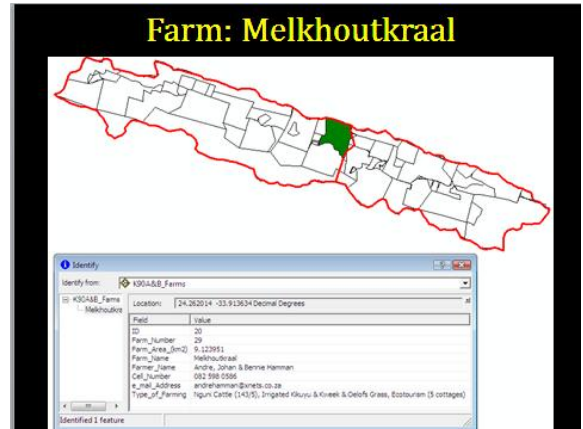 Farm: Melkhoutkraal
Identify
Identify from: K90A&B_Farms
K90A&B_Farms
Melkhoutkra
Location: 24.262014 -33.913634 Decimal Degrees
Field Value
ID 20
Farm_Number 29
Farm_Area_(km2) 9.123951
Farm_Name Melkhoutkraal
Farmer_Name Andre, Johan & Bennie Hamman
Cell_Number 082 598 0586
e_mail_Address andrehamman@xnets.co.za
Type_of_Farming Nguni Cattle (143/5), Irrigated Kikuyu & Kweek & Oelofs Grass, Ecotourism (5 cottages)
Identified 1 feature